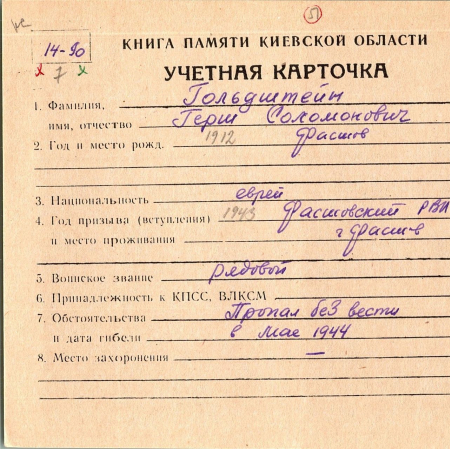 14-90
7
КНИГА ПАМЯТИ КИЕВСКОЙ ОБЛАСТИ
УЧЕТНАЯ КАРТОЧКА
1. Фамилия, Гольдштейн
имя, отчество Герш Соломонович
2. Год и место рожд. 1912 Фастов
3. Национальность еврей
4. Год призыва (вступления) 1943 Фастовский РВК
и место проживания г Фастов
5. Воинское звание рядовой
6. Принадлежность к КПСС, ВЛКСМ
7. Обстоятельства Пропал без вести
и дата гибели в мае 1944
8. Место захоронения —